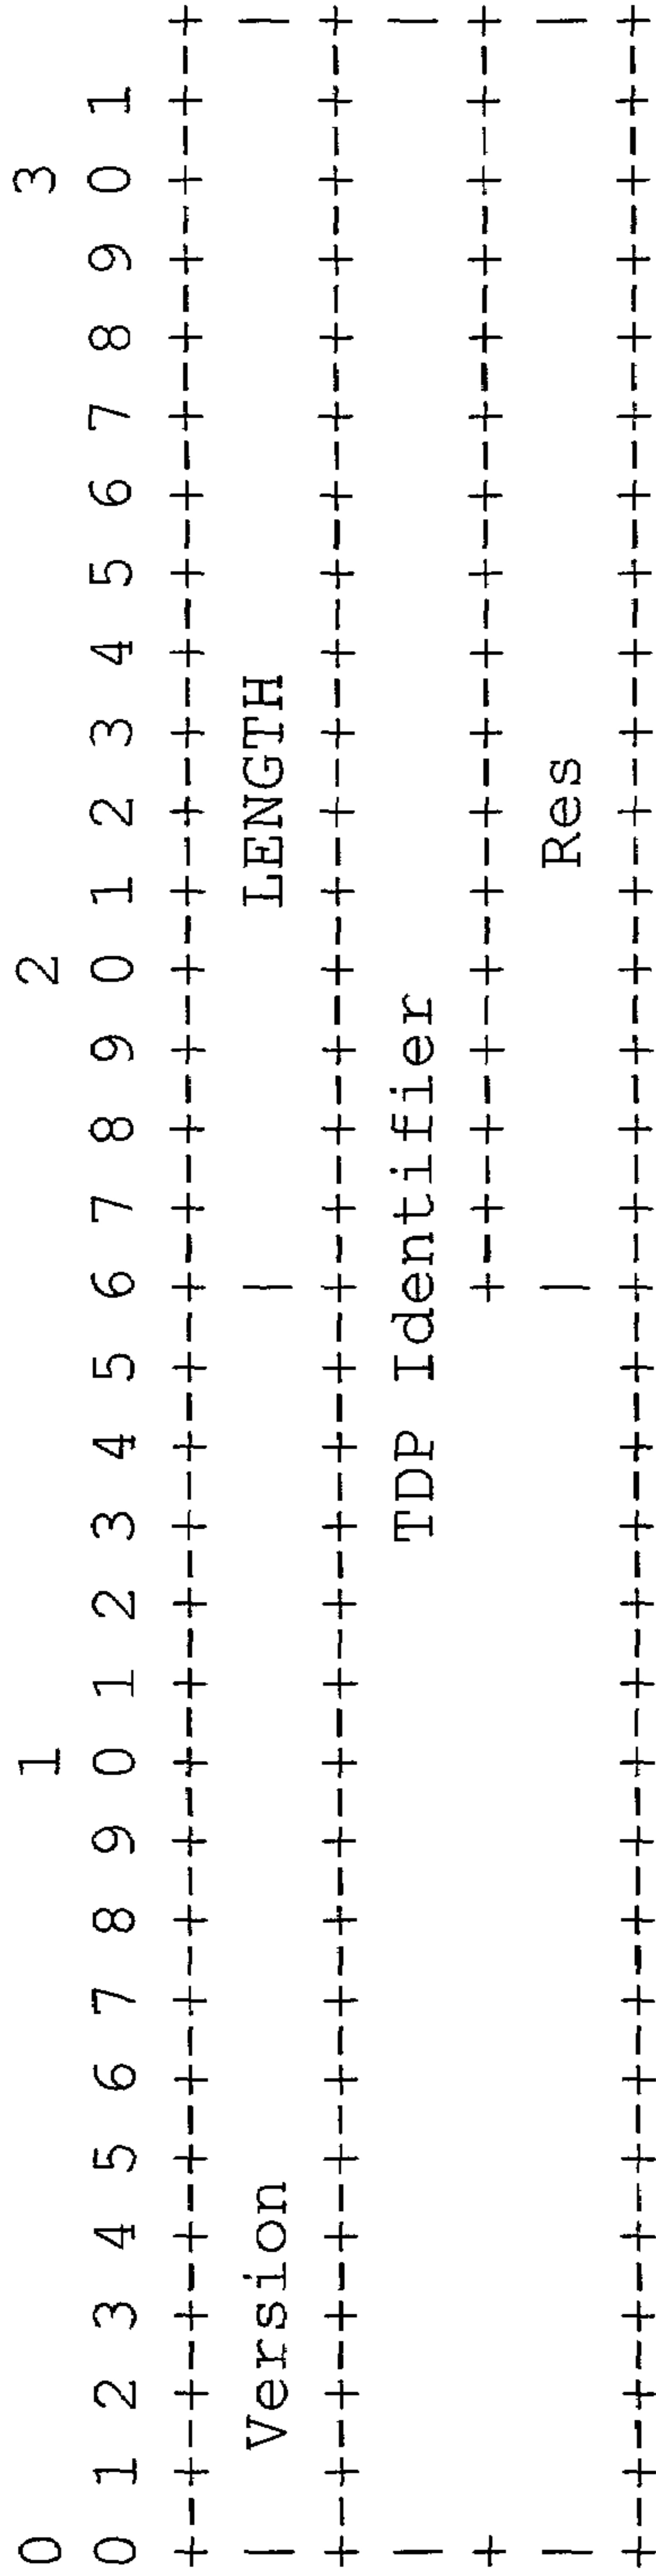 0                   1                   2                   3
0 1 2 3 4 5 6 7 8 9 0 1 2 3 4 5 6 7 8 9 0 1 2 3 4 5 6 7 8 9 0 1
+-+-+-+-+-+-+-+-+-+-+-+-+-+-+-+-+-+-+-+-+-+-+-+-+-+-+-+-+-+-+-+-+
|  Version                      |         LENGTH                |
+-+-+-+-+-+-+-+-+-+-+-+-+-+-+-+-+-+-+-+-+-+-+-+-+-+-+-+-+-+-+-+-+
|                         TDP Identifier                        |
+                               +-+-+-+-+-+-+-+-+-+-+-+-+-+-+-+-+
|                               |          Res                  |
+-+-+-+-+-+-+-+-+-+-+-+-+-+-+-+-+-+-+-+-+-+-+-+-+-+-+-+-+-+-+-+-+